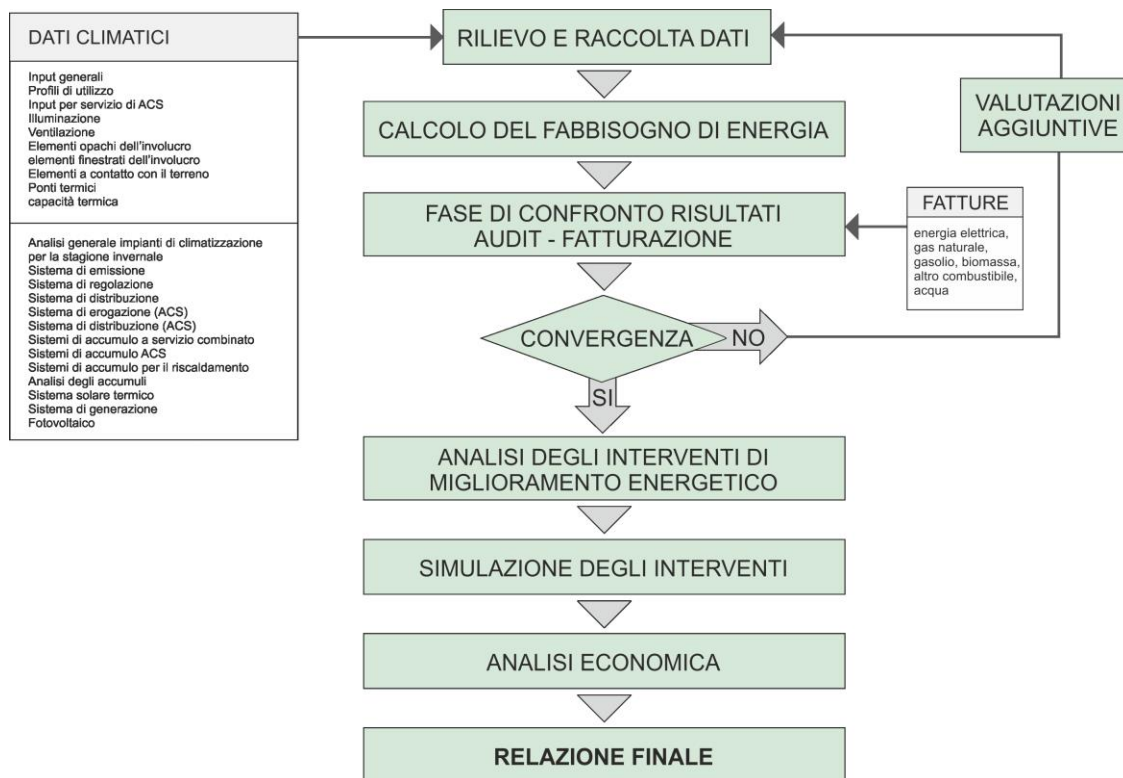 DATI CLIMATICI
Input generali
Profili di utilizzo
Input per servizio di ACS
Illuminazione
Ventilazione
Elementi opachi dell'involucro
elementi finestrati dell'involucro
Elementi a contatto con il terreno
Ponti termici
capacità termica
Analisi generale impianti di climatizzazione
per la stagione invernale
Sistema di emissione
Sistema di regolazione
Sistema di distribuzione
Sistema di erogazione (ACS)
Sistema di distribuzione (ACS)
Sistemi di accumulo a servizio combinato
Sistemi di accumulo ACS
Sistemi di accumulo per il riscaldamento
Analisi degli accumuli
Sistema solare termico
Sistema di generazione
Fotovoltaico
RILIEVO E RACCOLTA DATI
CALCOLO DEL FABBISOGNO DI ENERGIA
FASE DI CONFRONTO RISULTATI
AUDIT - FATTURAZIONE
FATTURE
energia elettrica,
gas naturale,
gasolio, biomassa,
altro combustibile,
acqua
VALUTAZIONI
AGGIUNTIVE
CONVERGENZA
NO
SI
ANALISI DEGLI INTERVENTI DI
MIGLIORAMENTO ENERGETICO
SIMULAZIONE DEGLI INTERVENTI
ANALISI ECONOMICA
RELAZIONE FINALE